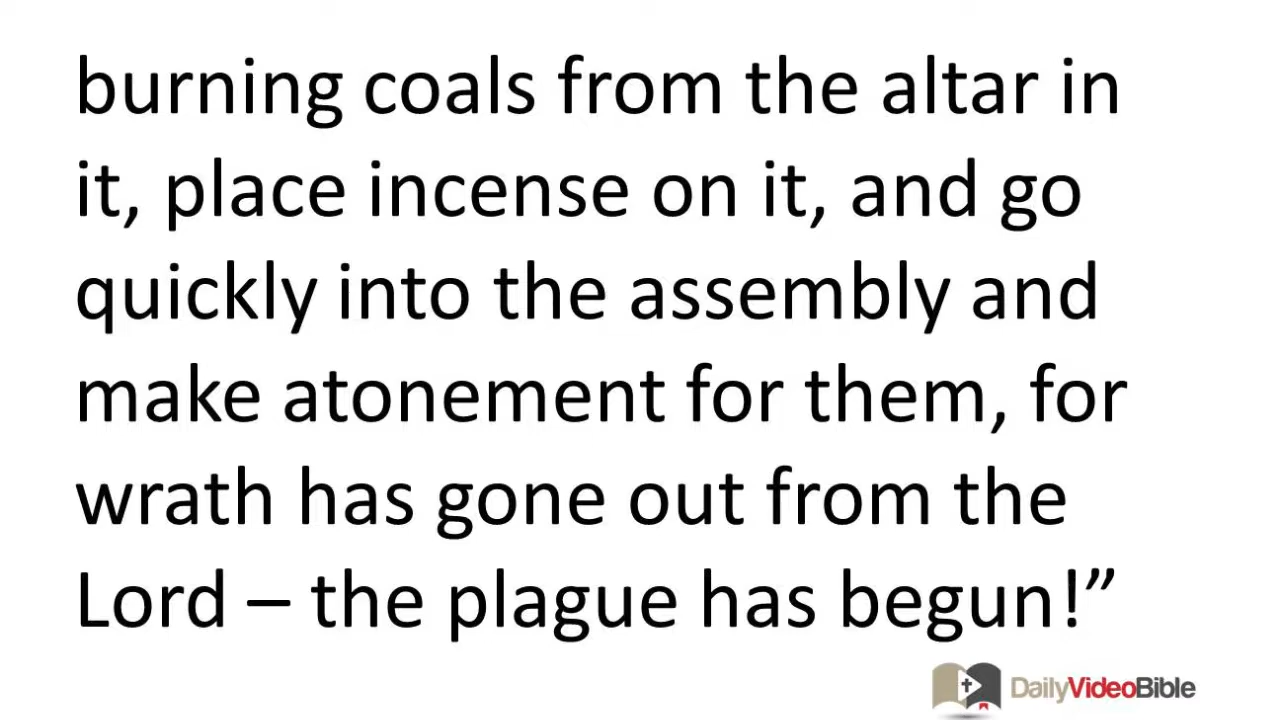 burning coals from the altar in
it, place incense on it, and go
quickly into the assembly and
make atonement for them, for
wrath has gone out from the
Lord – the plague has begun!”
DailyVideoBible